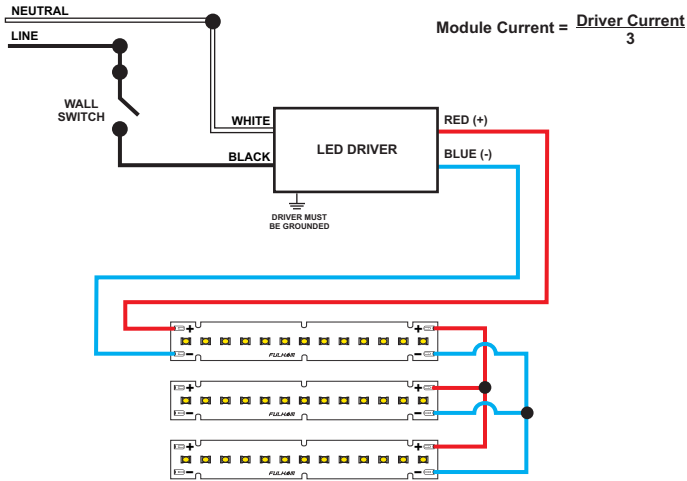 NEUTRAL
LINE
Module Current = Driver Current
3
WALL
SWITCH
WHITE
BLACK
LED DRIVER
RED (+)
BLUE (-)
DRIVER MUST
BE GROUNDED
+ +
- -
FULHAM
+ +
- -
FULHAM
+ +
- -
FULHAM